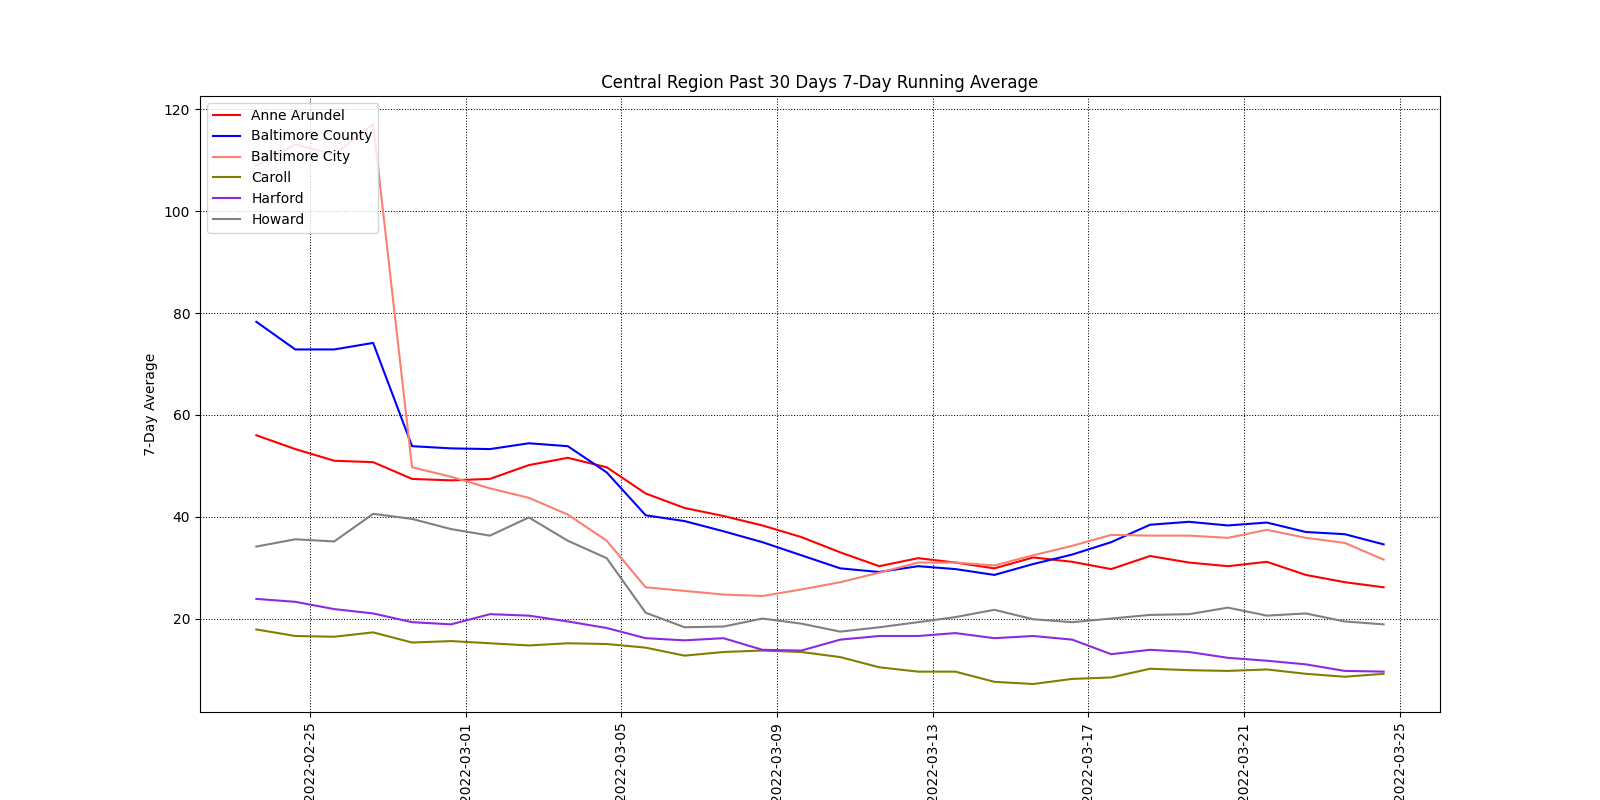 Central Region Past 30 Days 7-Day Running Average
120
100
80
60
40
20
7-Day Average
Anne Arundel
Baltimore County
Baltimore City
Caroll
Harford
Howard
2022-02-25
2022-03-01
2022-03-05
2022-03-09
2022-03-13
2022-03-17
2022-03-21
2022-03-25